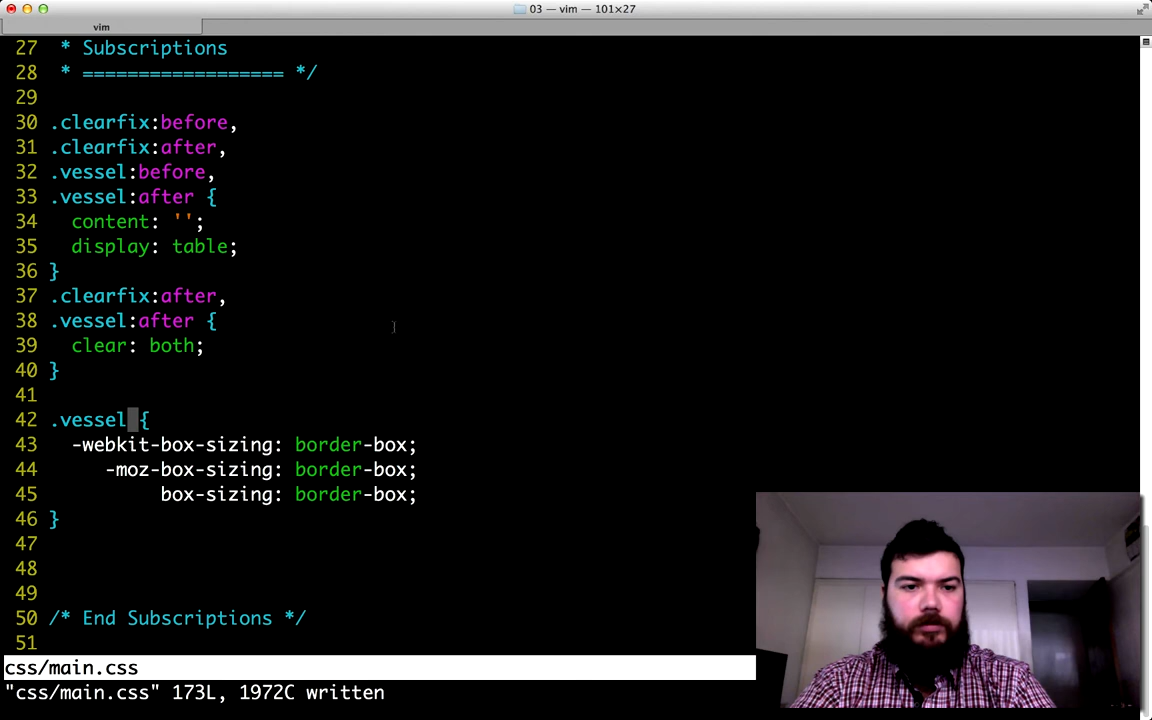 03 — vim — 101×27
vim
27 * Subscriptions
28 * ================== */
29
30 .clearfix:before,
31 .clearfix:after,
32 .vessel:before,
33 .vessel:after {
34 content: '';
35 display: table;
36 }
37 .clearfix:after,
38 .vessel:after {
39 clear: both;
40 }
41
42 .vessel {
43 -webkit-box-sizing: border-box;
44 -moz-box-sizing: border-box;
45 box-sizing: border-box;
46 }
47
48
49
50 /* End Subscriptions */
51
css/main.css
"css/main.css" 173L, 1972C written